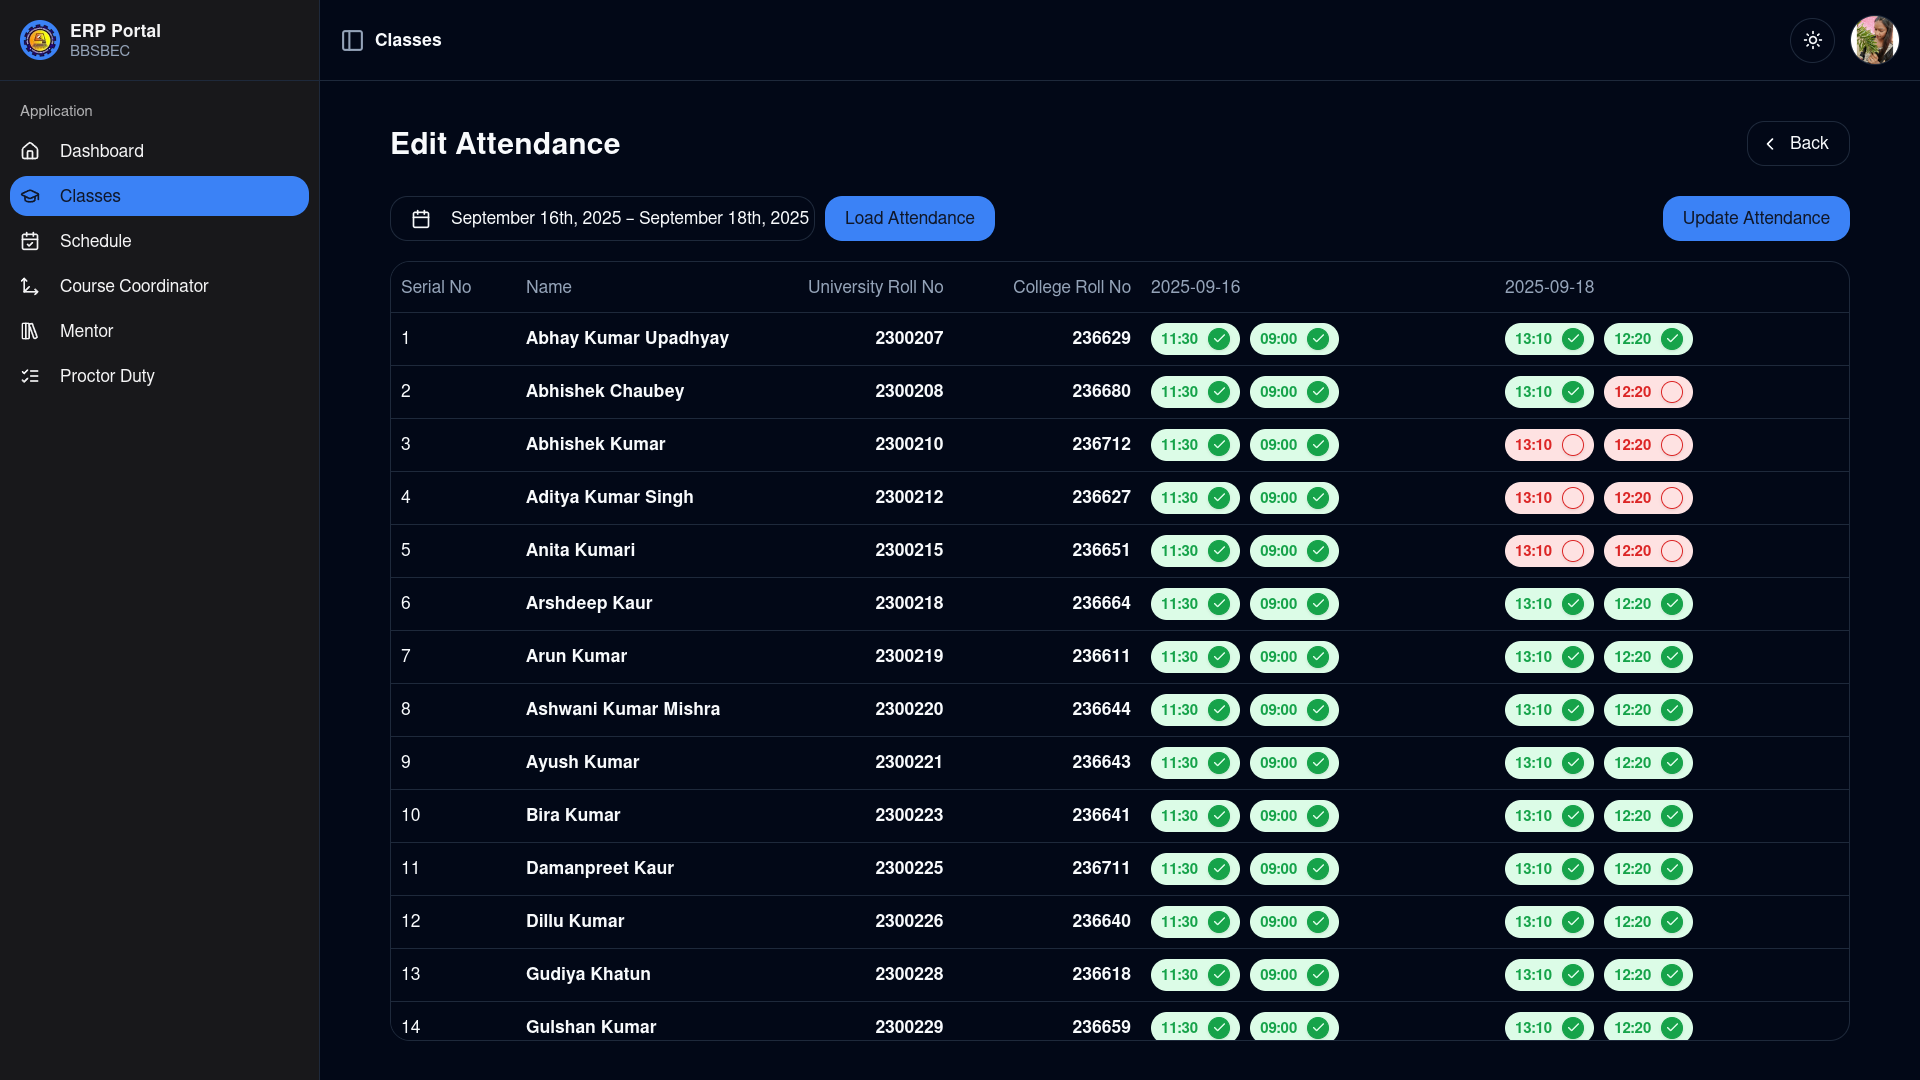 ERP Portal
BBSBEC
Classes
Application
Dashboard
Classes
Schedule
Course Coordinator
Mentor
Proctor Duty
Edit Attendance
Back
September 16th, 2025 – September 18th, 2025
Load Attendance
Update Attendance
Serial No Name University Roll No College Roll No 2025-09-16 2025-09-18
1 Abhay Kumar Upadhyay 2300207 236629 11:30 09:00 13:10 12:20
2 Abhishek Chaubey 2300208 236680 11:30 09:00 13:10 12:20
3 Abhishek Kumar 2300210 236712 11:30 09:00 13:10 12:20
4 Aditya Kumar Singh 2300212 236627 11:30 09:00 13:10 12:20
5 Anita Kumari 2300215 236651 11:30 09:00 13:10 12:20
6 Arshdeep Kaur 2300218 236664 11:30 09:00 13:10 12:20
7 Arun Kumar 2300219 236611 11:30 09:00 13:10 12:20
8 Ashwani Kumar Mishra 2300220 236644 11:30 09:00 13:10 12:20
9 Ayush Kumar 2300221 236643 11:30 09:00 13:10 12:20
10 Bira Kumar 2300223 236641 11:30 09:00 13:10 12:20
11 Damanpreet Kaur 2300225 236711 11:30 09:00 13:10 12:20
12 Dillu Kumar 2300226 236640 11:30 09:00 13:10 12:20
13 Gudiya Khatun 2300228 236618 11:30 09:00 13:10 12:20
14 Gulshan Kumar 2300229 236659 11:30 09:00 13:10 12:20